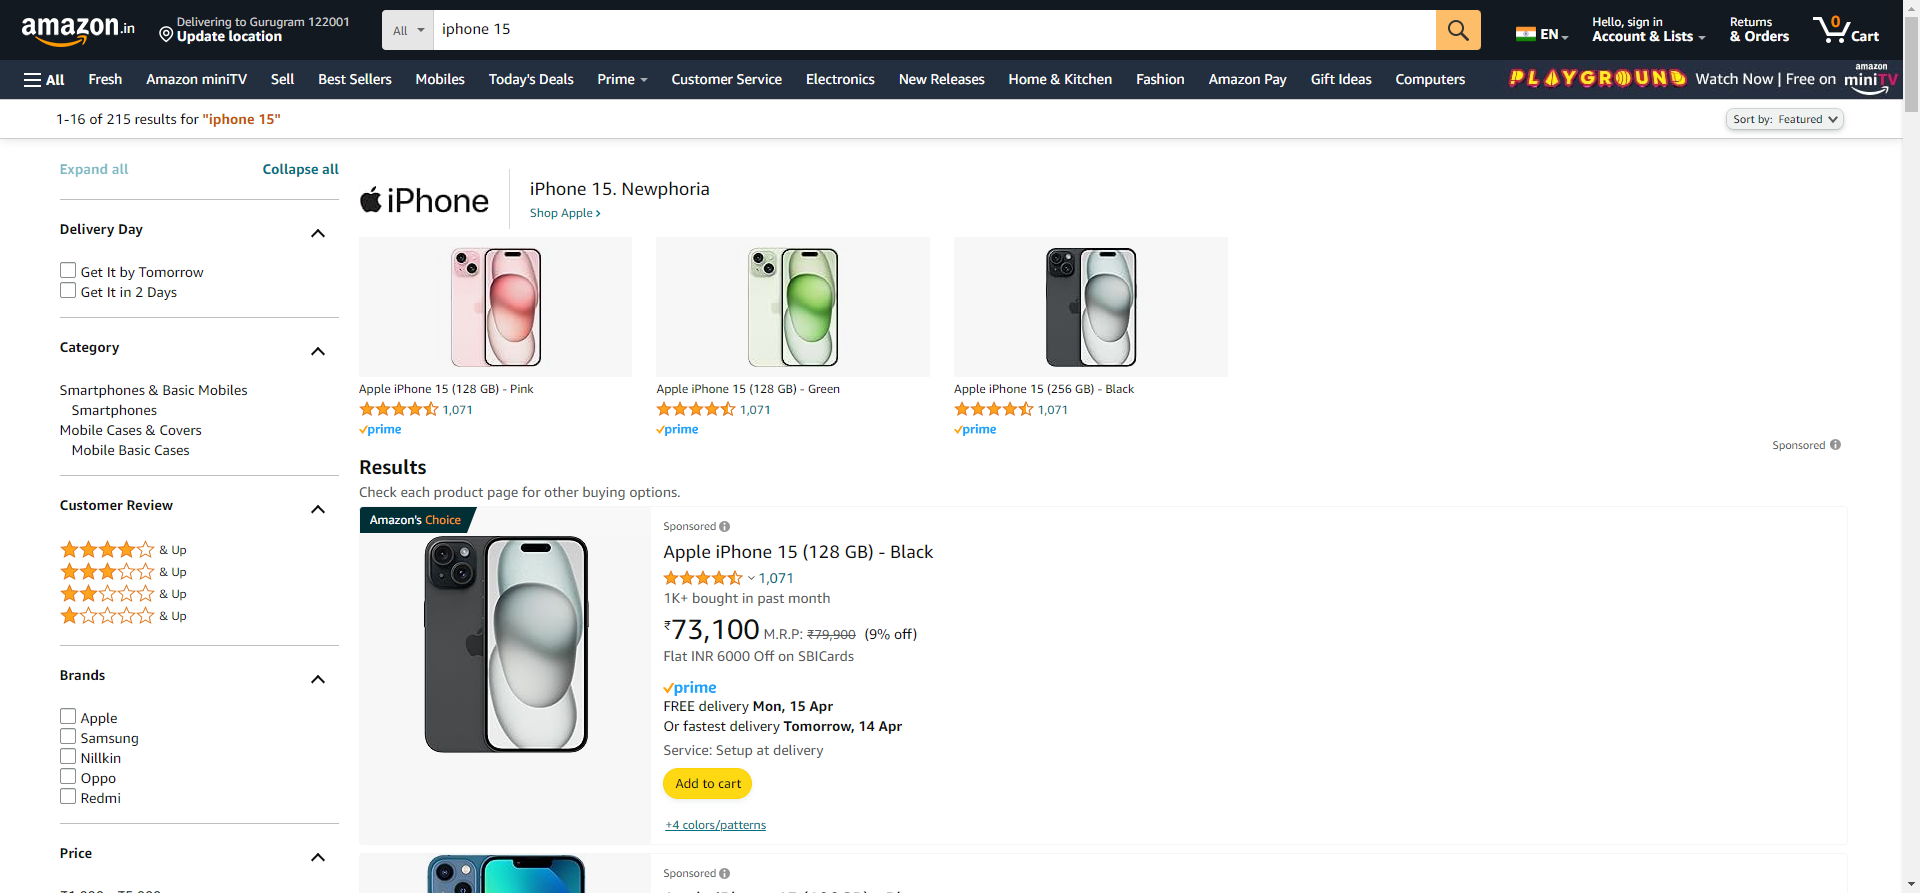 amazon.in
Delivering to Gurugram 122001
Update location
All
iphone 15
EN
Hello, sign in
Account & Lists
Returns
& Orders
0
Cart
All
Fresh
Amazon miniTV
Sell
Best Sellers
Mobiles
Today's Deals
Prime
Customer Service
Electronics
New Releases
Home & Kitchen
Fashion
Amazon Pay
Gift Ideas
Computers
PLAYGROUND
Watch Now | Free on
amazon
miniTV
1-16 of 215 results for "iphone 15"
Sort by: Featured
Expand all
Collapse all
Delivery Day
Get It by Tomorrow
Get It in 2 Days
Category
Smartphones & Basic Mobiles
Smartphones
Mobile Cases & Covers
Mobile Basic Cases
Customer Review
& Up
& Up
& Up
& Up
Brands
Apple
Samsung
Nillkin
Oppo
Redmi
Price
iPhone
iPhone 15. Newphoria
Shop Apple ›
Apple iPhone 15 (128 GB) - Pink
1,071
prime
Apple iPhone 15 (128 GB) - Green
1,071
prime
Apple iPhone 15 (256 GB) - Black
1,071
prime
Sponsored
Results
Check each product page for other buying options.
Amazon's Choice
Sponsored
Apple iPhone 15 (128 GB) - Black
1,071
1K+ bought in past month
₹73,100 M.R.P: ₹79,900 (9% off)
Flat INR 6000 Off on SBICards
prime
FREE delivery Mon, 15 Apr
Or fastest delivery Tomorrow, 14 Apr
Service: Setup at delivery
Add to cart
+4 colors/patterns
Sponsored